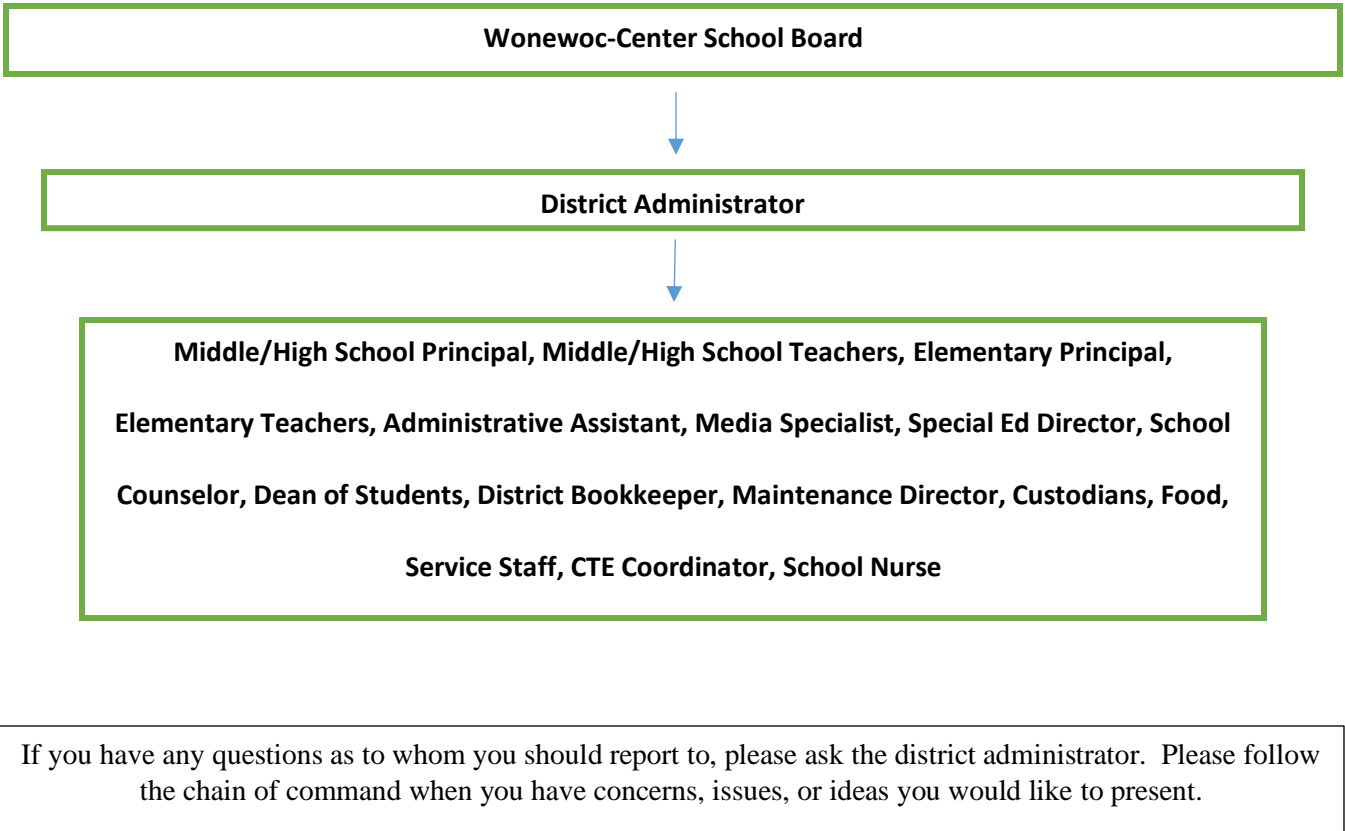 Wonewoc-Center School Board
District Administrator
Middle/High School Principal, Middle/High School Teachers, Elementary Principal,
Elementary Teachers, Administrative Assistant, Media Specialist, Special Ed Director, School
Counselor, Dean of Students, District Bookkeeper, Maintenance Director, Custodians, Food,
Service Staff, CTE Coordinator, School Nurse
If you have any questions as to whom you should report to, please ask the district administrator.  Please follow
the chain of command when you have concerns, issues, or ideas you would like to present.